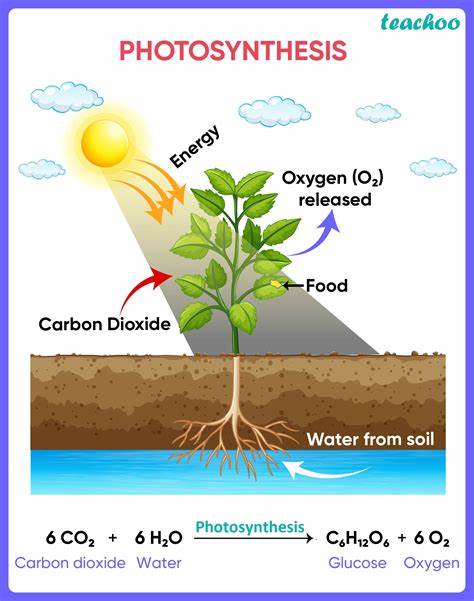 teachoo
PHOTOSYNTHESIS
Energy
Oxygen (O₂)
released
Food
Carbon Dioxide
Water from soil
6 CO₂ + 6 H₂O Photosynthesis C₆H₁₂O₆ + 6 O₂
Carbon dioxide Water Glucose Oxygen